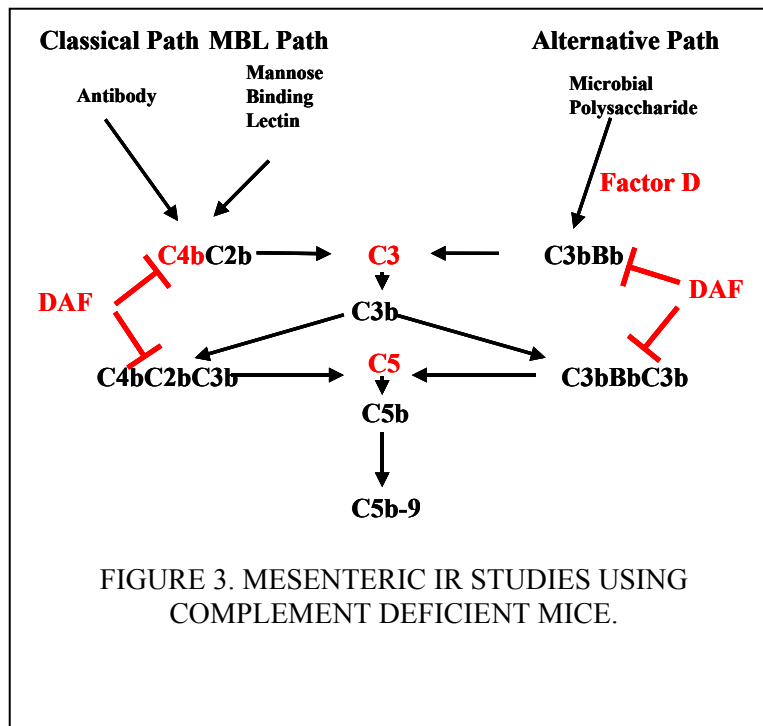 Classical Path MBL Path
Alternative Path
Antibody
Mannose
Binding
Lectin
Microbial
Polysaccharide
Factor D
C4bC2b
C3
C3bBb
DAF
DAF
C3b
C4bC2bC3b
C5
C3bBbC3b
C5b
C5b-9
FIGURE 3. MESENTERIC IR STUDIES USING
COMPLEMENT DEFICIENT MICE.